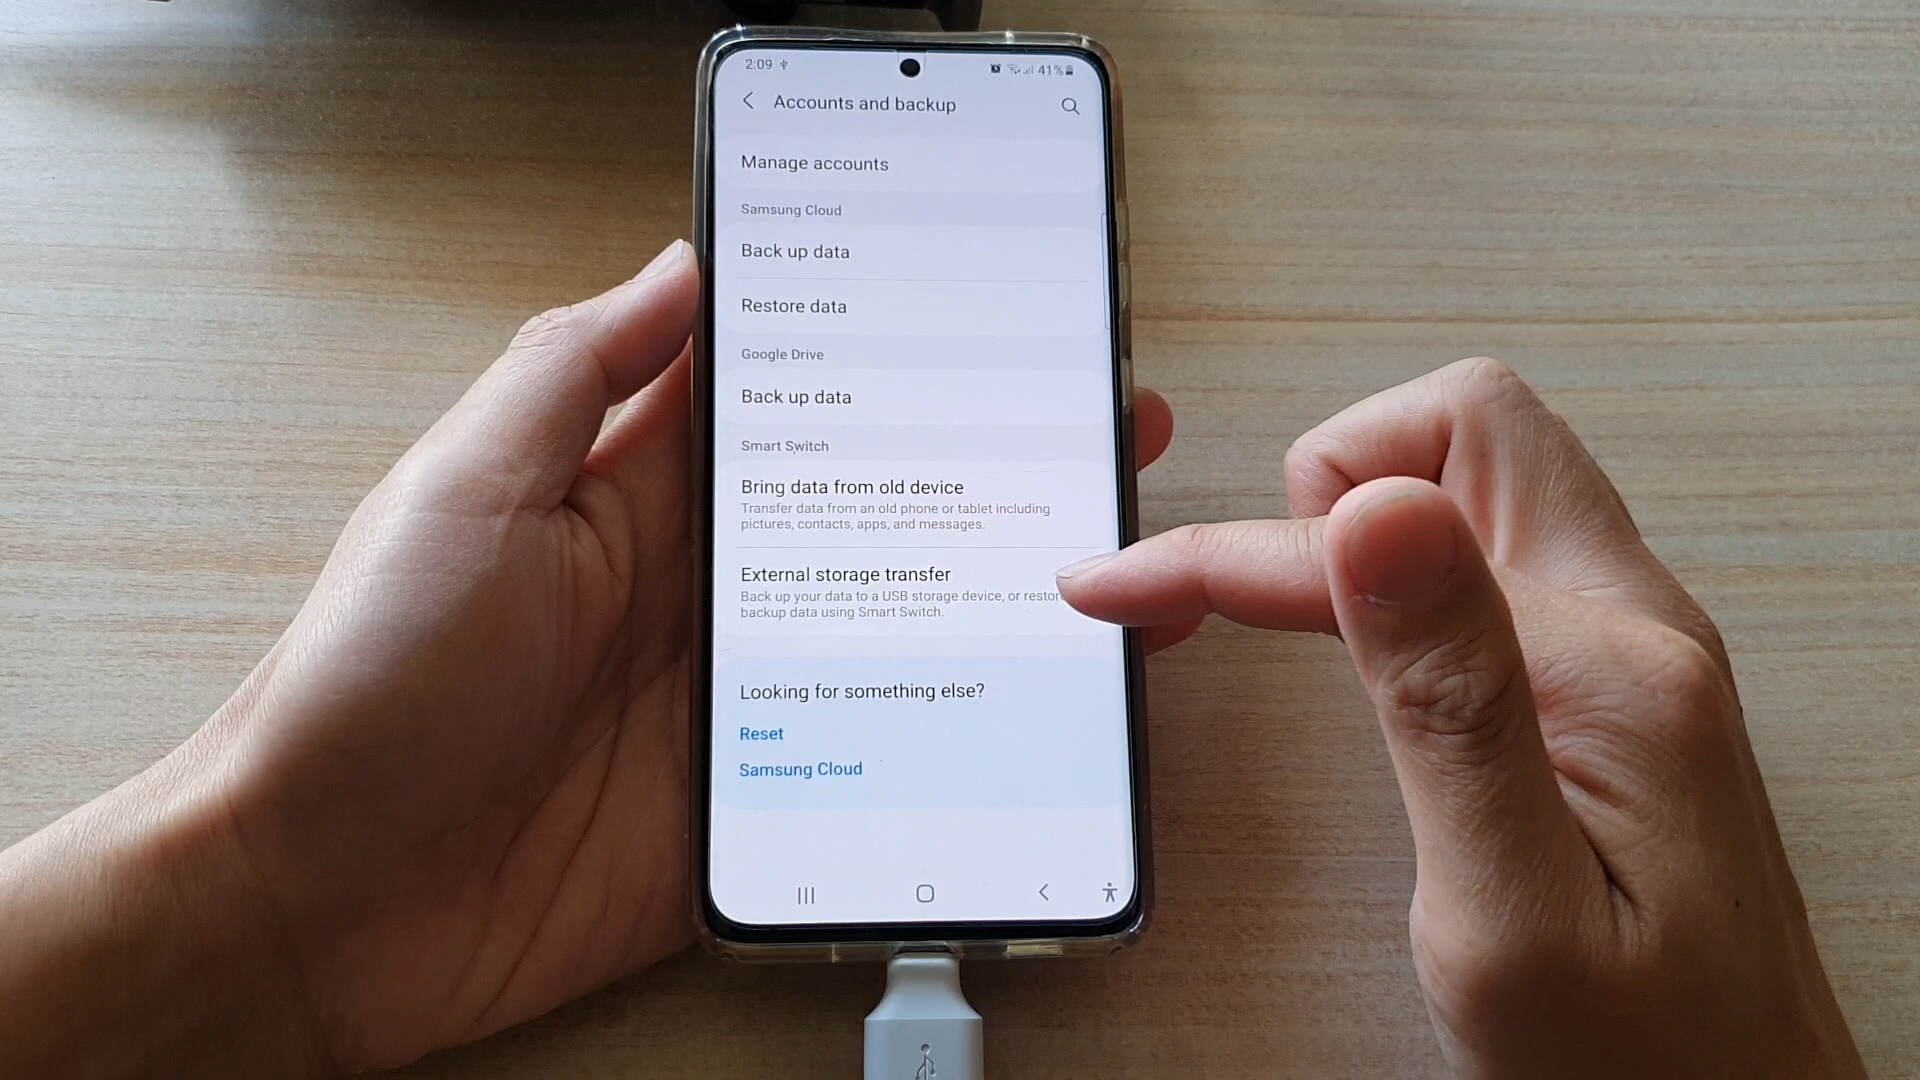 2:09
41%
Accounts and backup
Manage accounts
Samsung Cloud
Back up data
Restore data
Google Drive
Back up data
Smart Switch
Bring data from old device
Transfer data from an old phone or tablet including
pictures, contacts, apps, and messages.
External storage transfer
Back up your data to a USB storage device, or restore
backup data using Smart Switch.
Looking for something else?
Reset
Samsung Cloud